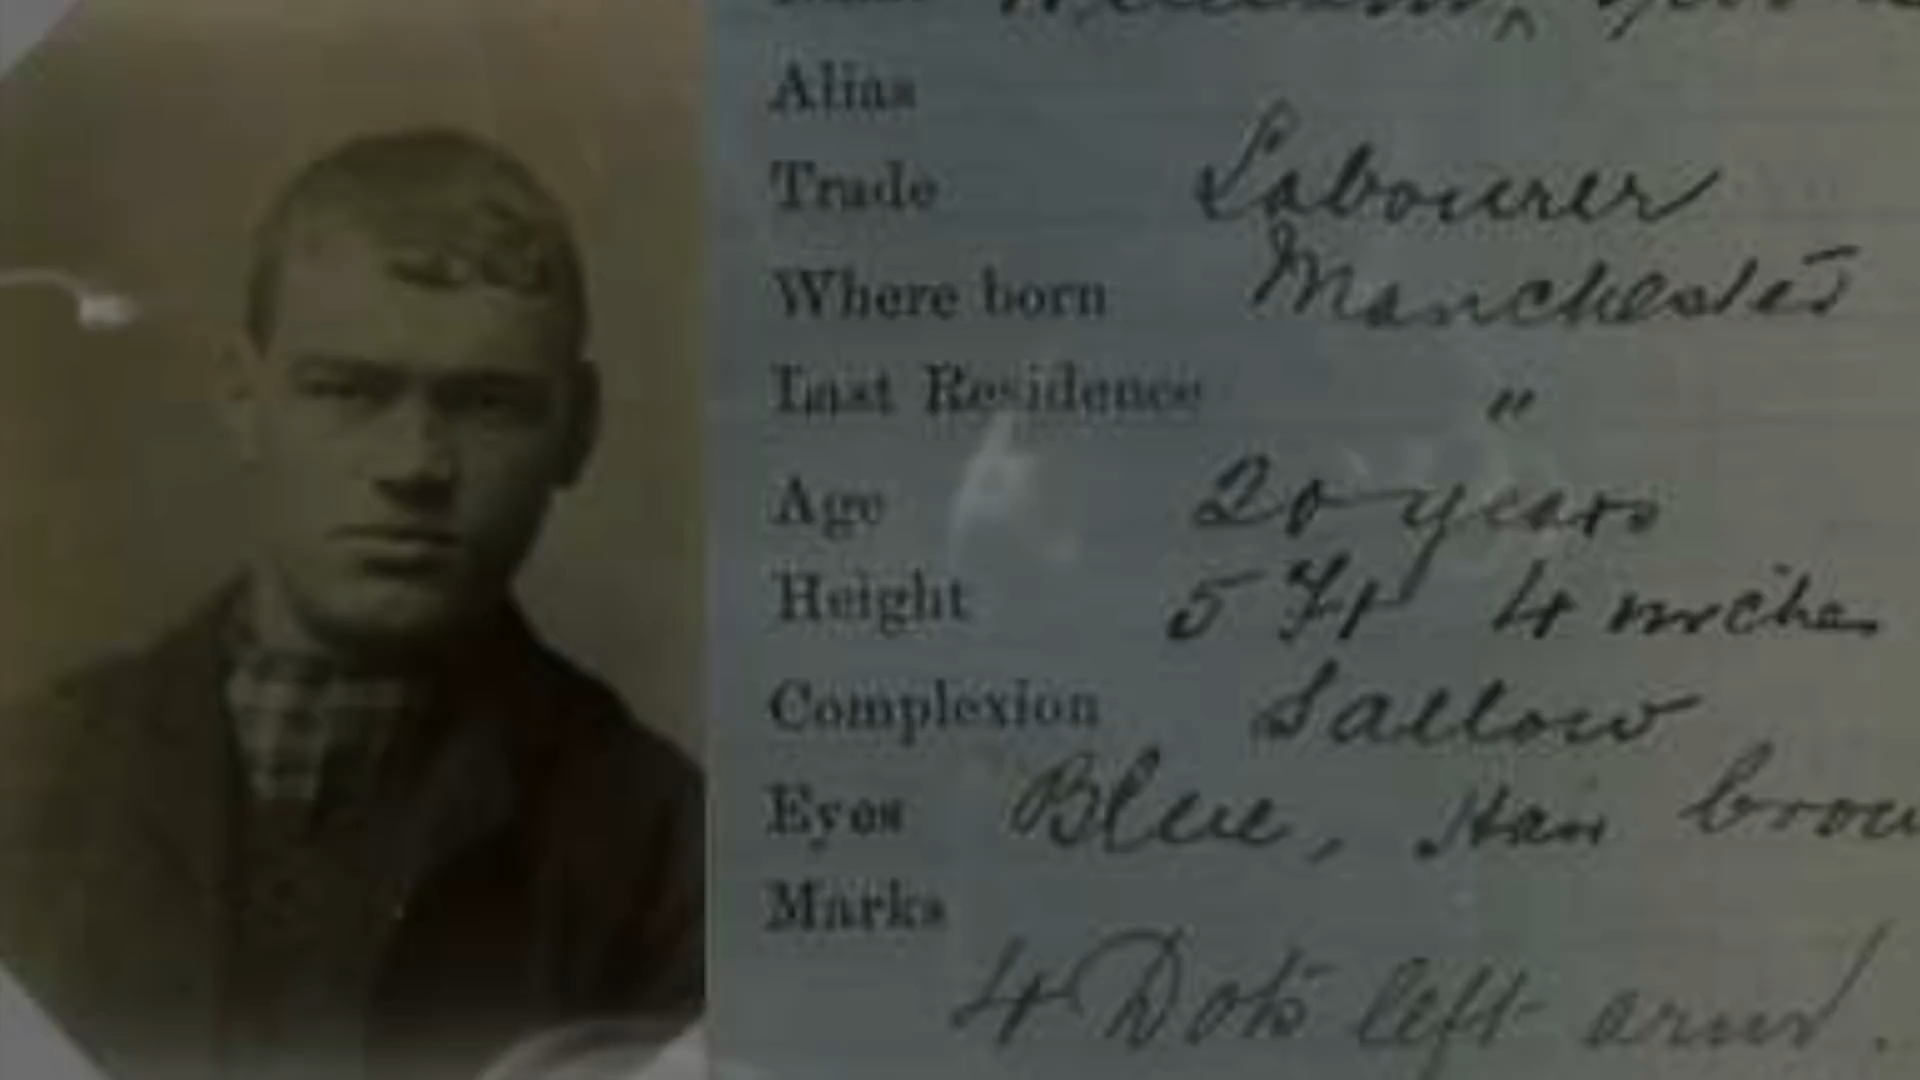 Alias
Trade Labourer
Where born Manchester
Last Residence "
Age 20 years
Height 5 Ft 4 inches
Complexion Sallow
Eyes Blue, Hair brow
Marks
4 Dots left arm.